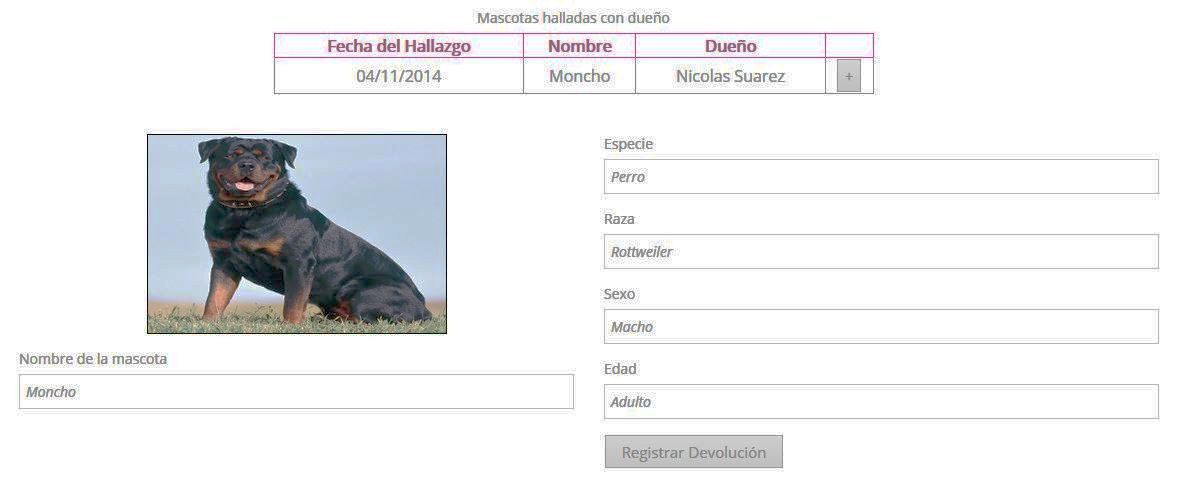 Mascotas halladas con dueño
Fecha del Hallazgo Nombre Dueño
04/11/2014 Moncho Nicolas Suarez +
Nombre de la mascota
Moncho
Especie
Perro
Raza
Rottweiler
Sexo
Macho
Edad
Adulto
Registrar Devolución